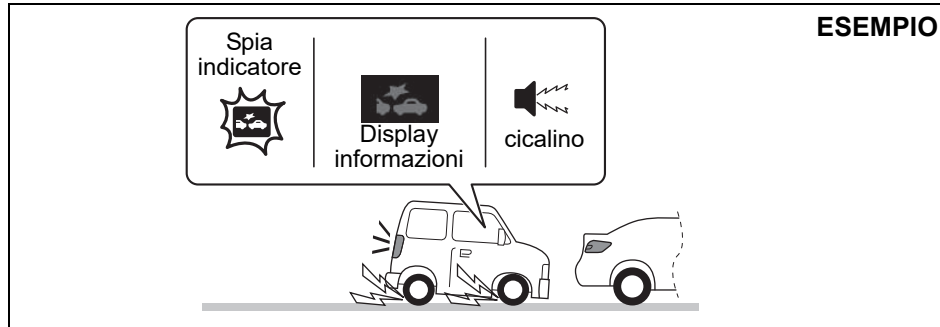 ESEMPIO
Spia
indicatore
Display
informazioni
cicalino